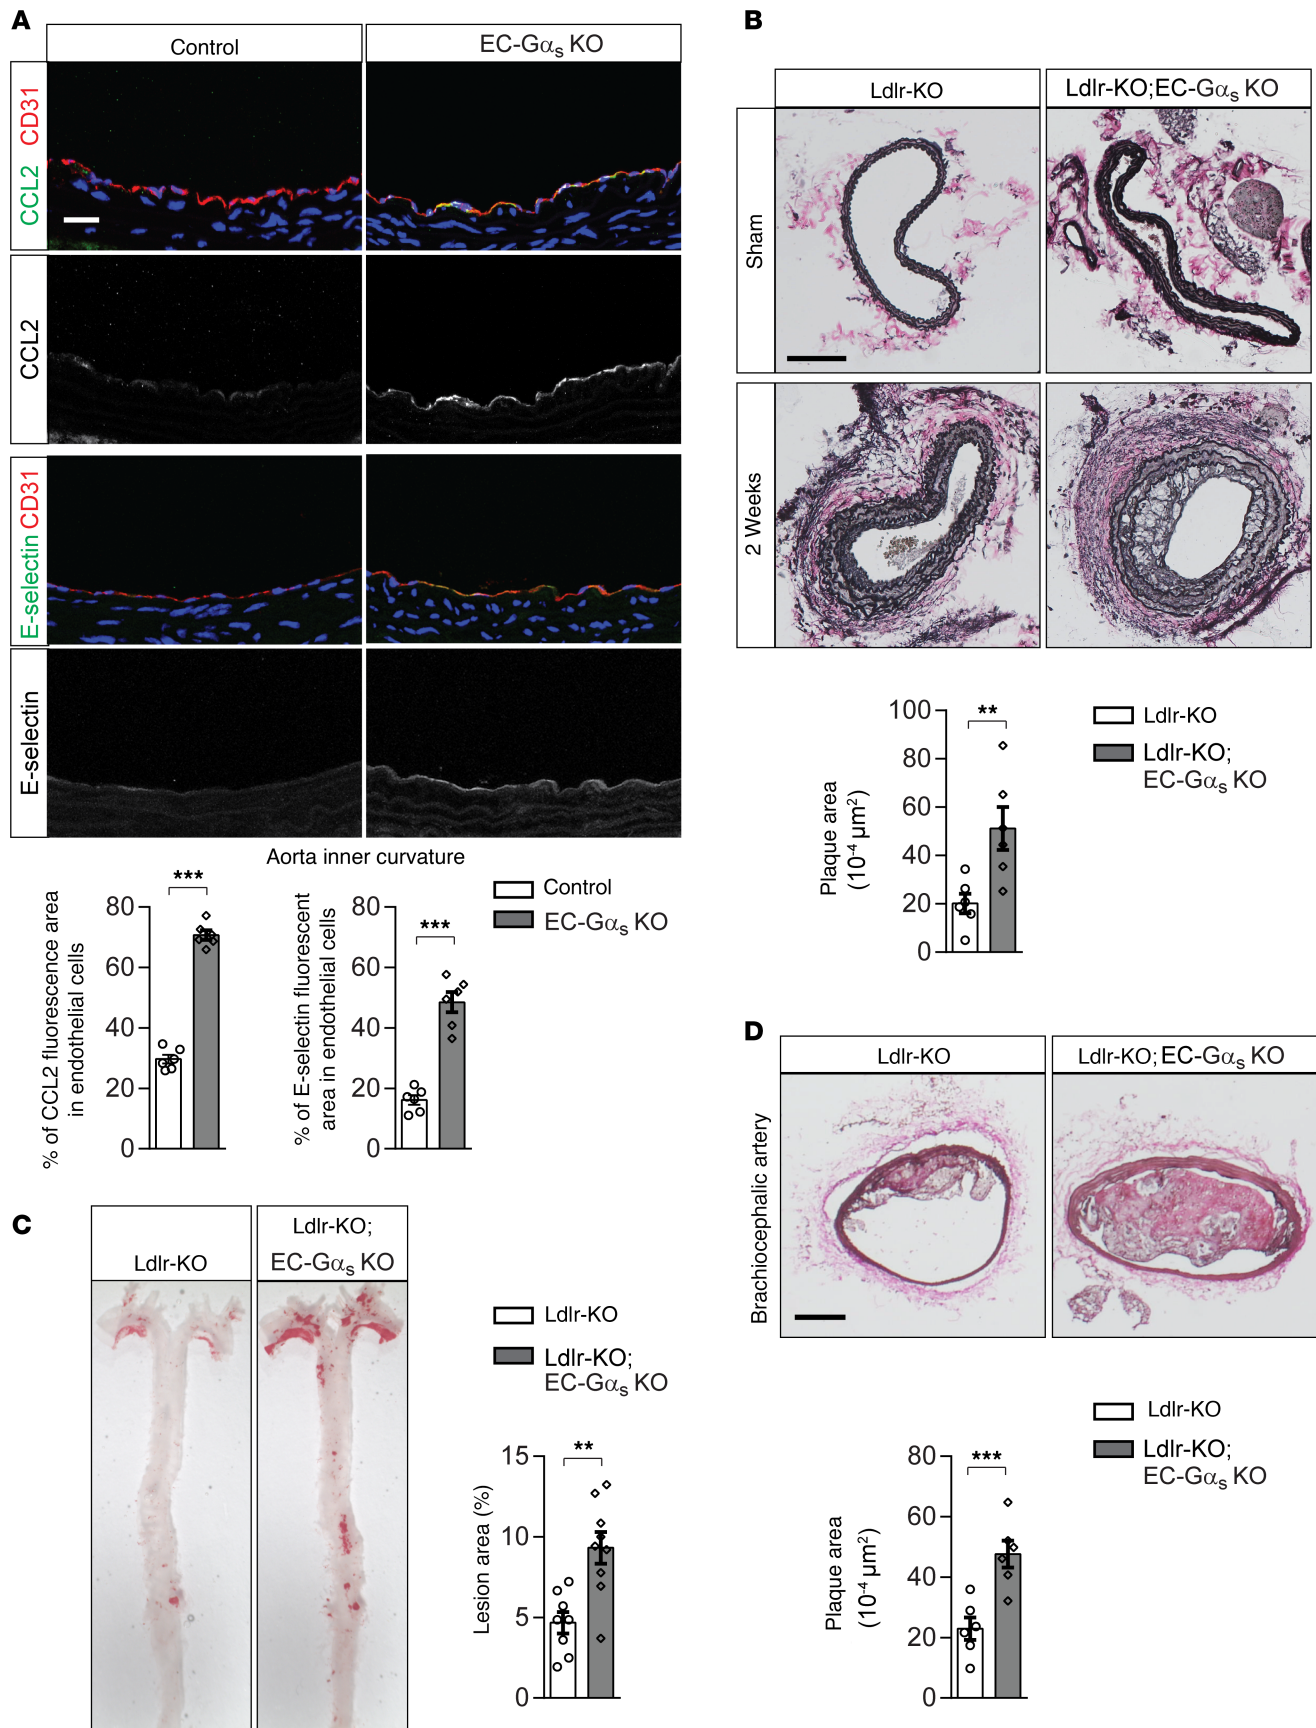 A
Control
EC-Gαs KO
CCL2 CD31
CCL2
E-selectin CD31
E-selectin
Aorta inner curvature
% of CCL2 fluorescence area
in endothelial cells
80
60
40
20
0
***
% of E-selectin fluorescent
area in endothelial cells
80
60
40
20
0
***
Control
EC-Gαs KO
B
Ldlr-KO
Ldlr-KO;EC-Gαs KO
Sham
2 Weeks
Plaque area
(10-4 μm2)
100
80
60
40
20
0
**
Ldlr-KO
Ldlr-KO;
EC-Gαs KO
C
Ldlr-KO
Ldlr-KO;
EC-Gαs KO
Ldlr-KO
Ldlr-KO;
EC-Gαs KO
Lesion area (%)
15
10
5
0
**
D
Ldlr-KO
Ldlr-KO;EC-Gαs KO
Brachiocephalic artery
Ldlr-KO
Ldlr-KO;
EC-Gαs KO
Plaque area
(10-4 μm2)
80
60
40
20
0
***